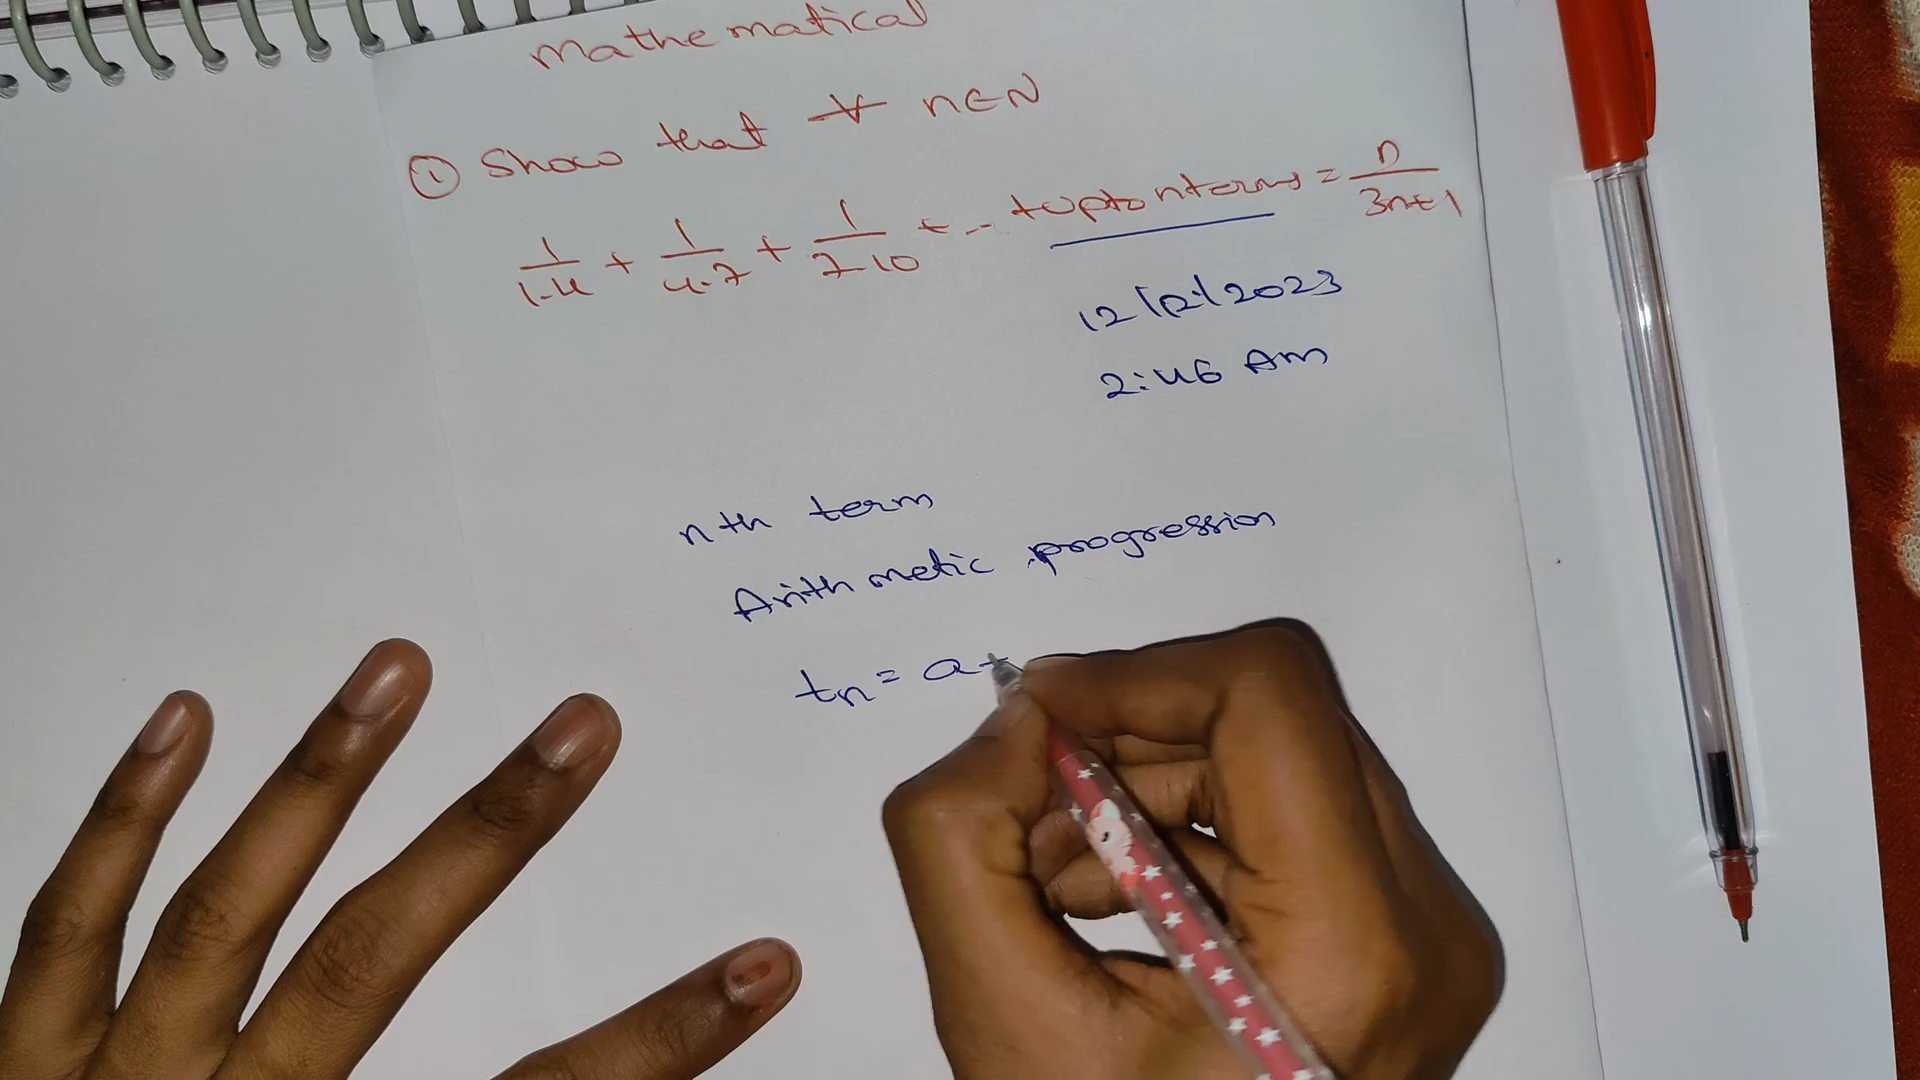 mathematical
① Show that ∀ n∈N
1/1.4 + 1/4.7 + 1/7.10 + ... + upto n terms = n/3n+1
12/12/2023
2:46 Am
nth term
Arithmetic progression
tn = a+